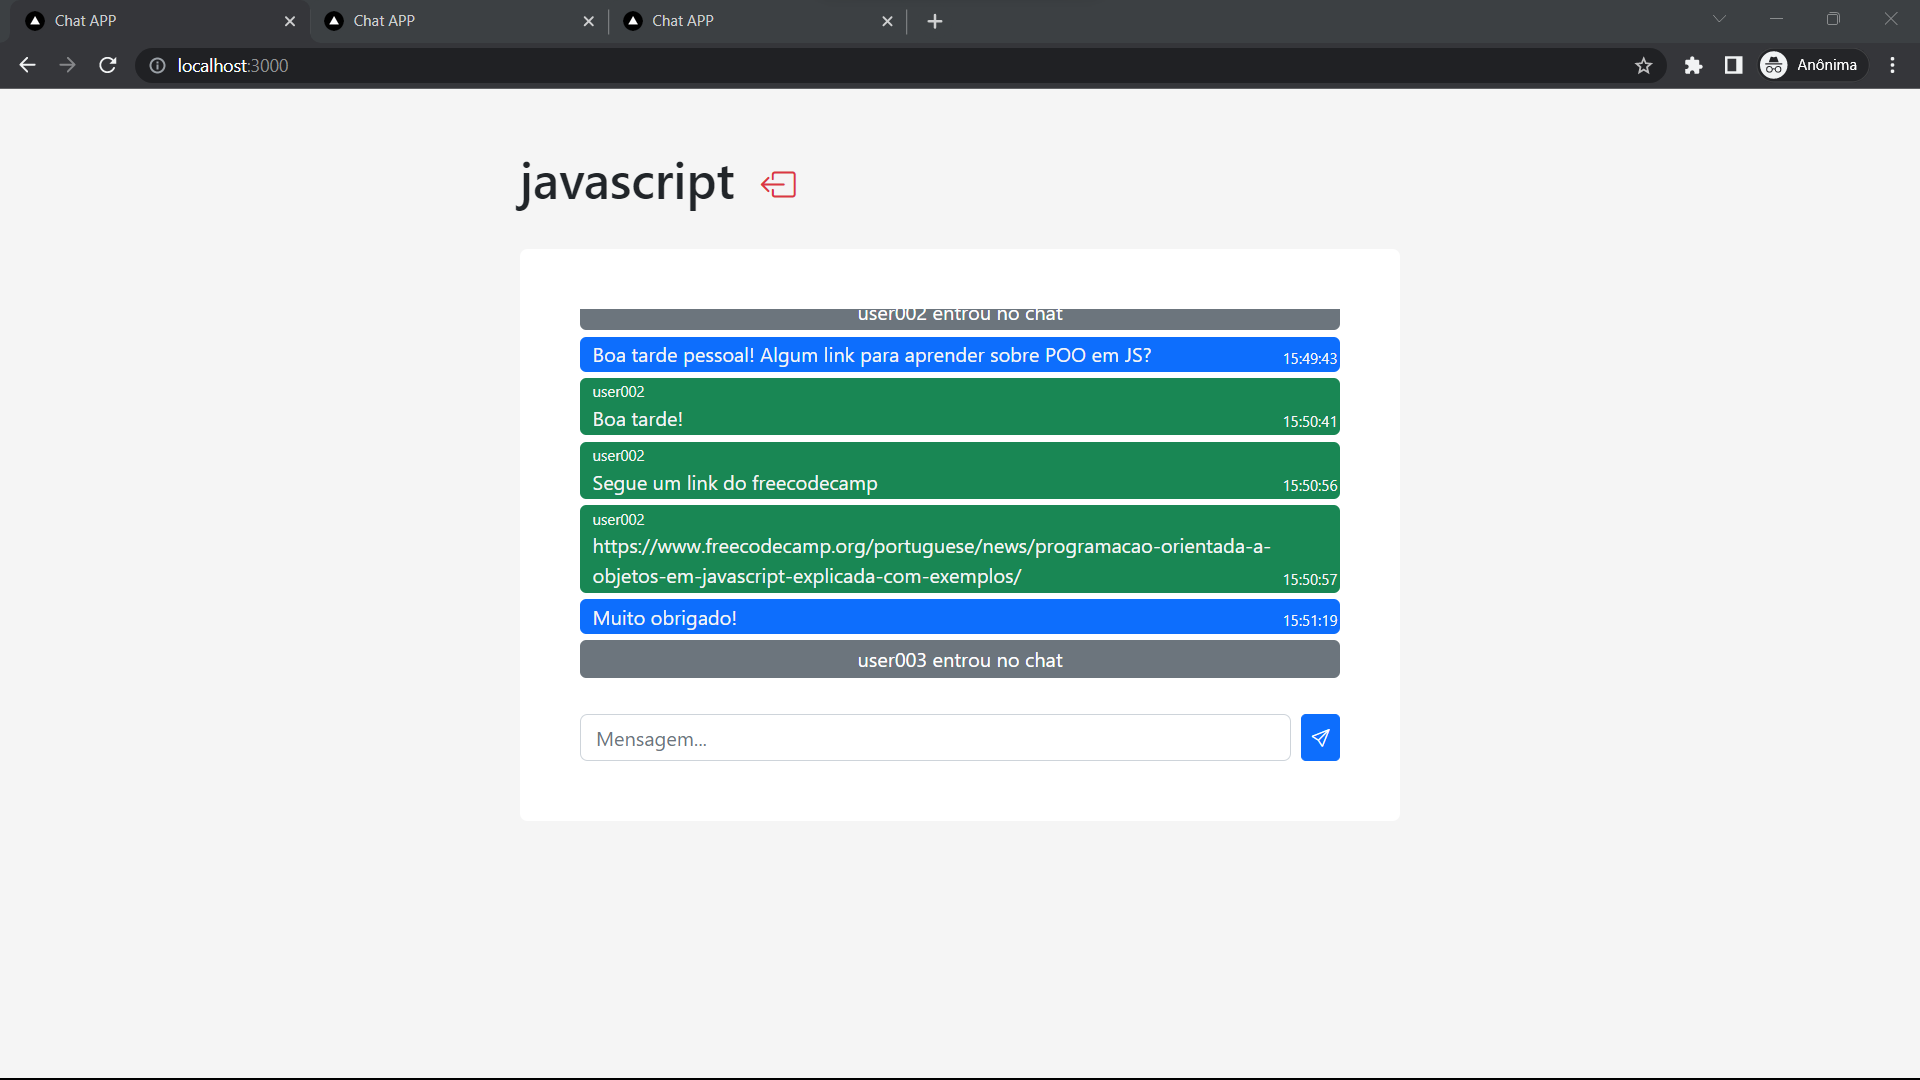 Chat APP
Chat APP
Chat APP
localhost:3000
Anônima
javascript
user002 entrou no chat
Boa tarde pessoal! Algum link para aprender sobre POO em JS?
15:49:43
user002
Boa tarde!
15:50:41
user002
Segue um link do freecodecamp
15:50:56
user002
https://www.freecodecamp.org/portuguese/news/programacao-orientada-a-
objetos-em-javascript-explicada-com-exemplos/
15:50:57
Muito obrigado!
15:51:19
user003 entrou no chat
Mensagem...